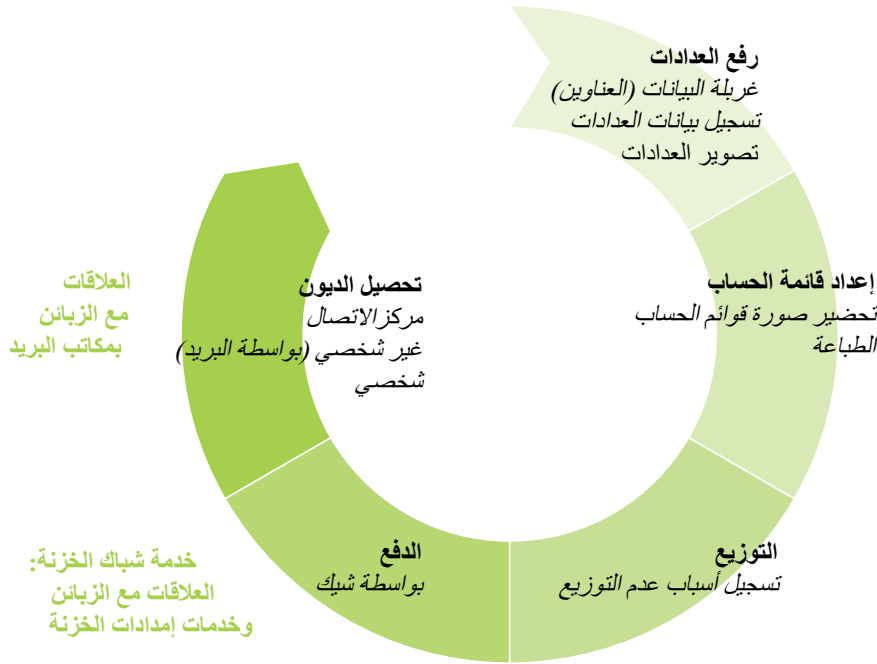 رفع العدادات
غربلة البيانات (العناوين)
تسجيل بيانات العدادات
تصوير العدادات
إعداد قائمة الحساب
تحضير صورة قوائم الحساب
الطباعة
التوزيع
تسجيل أسباب عدم التوزيع
الدفع
بواسطة شيك
تحصيل الديون
مركزالاتصال
غير شخصي (بواسطة البريد)
شخصي
العلاقات
مع الزبائن
بمكاتب البريد
خدمة شباك الخزنة:
العلاقات مع الزبائن
وخدمات إمدادات الخزنة